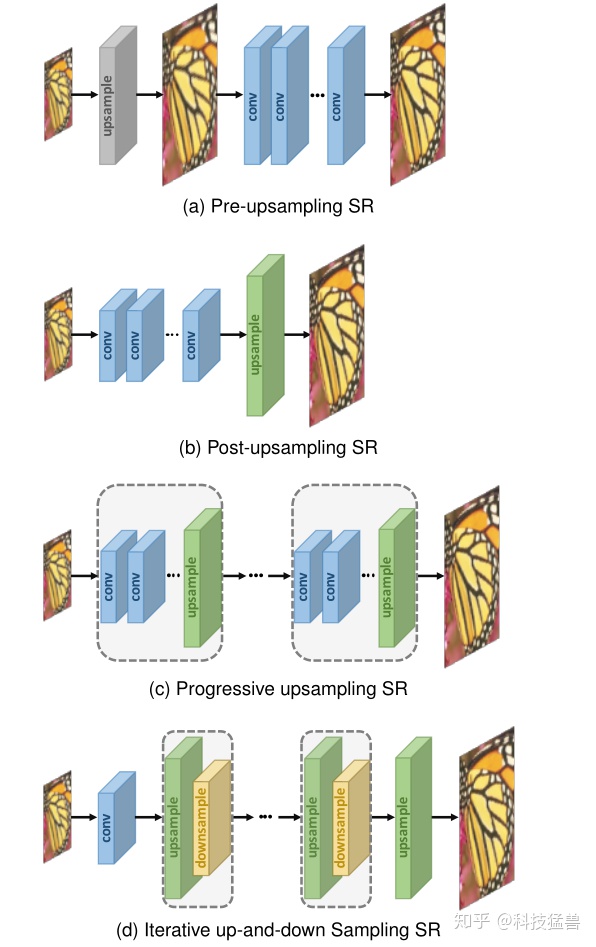 upsample
conv
conv
conv
(a) Pre-upsampling SR
conv
conv
conv
upsample
(b) Post-upsampling SR
conv
conv
upsample
conv
conv
upsample
(c) Progressive upsampling SR
conv
upsample
downsample
upsample
downsample
upsample
(d) Iterative up-and-down Sampling SR
知乎 @科技猛兽